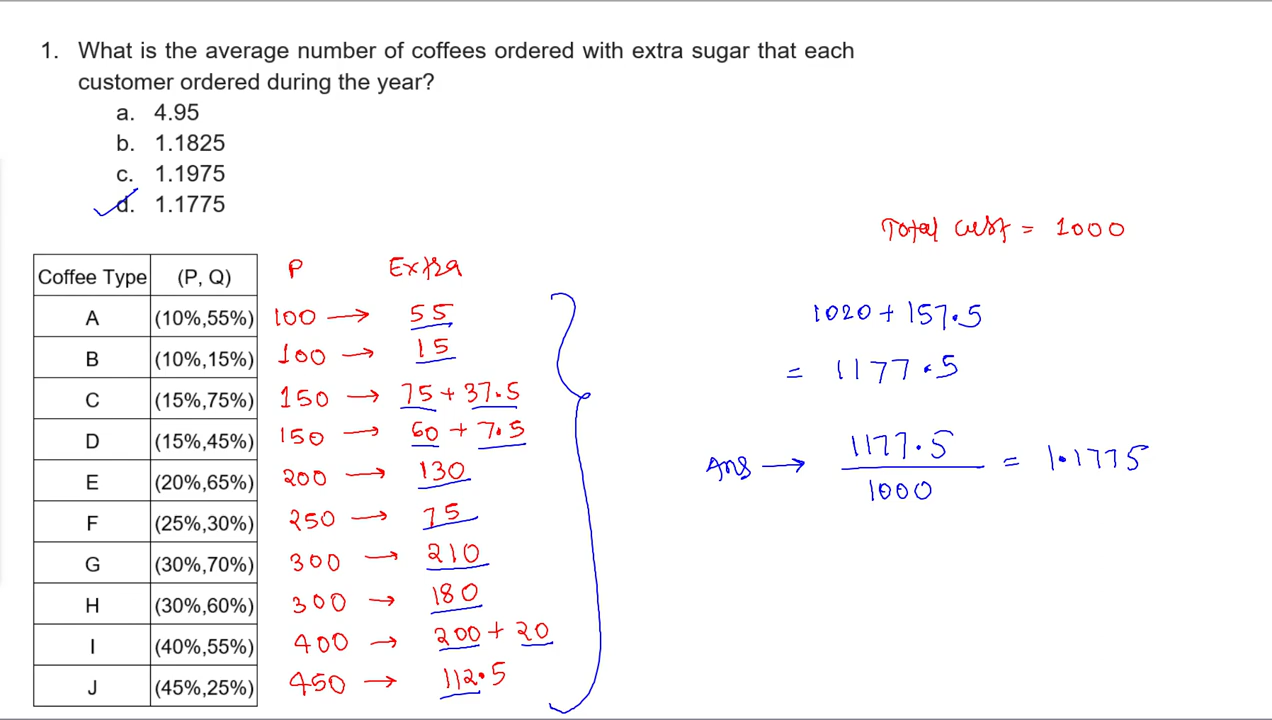 1. What is the average number of coffees ordered with extra sugar that each
customer ordered during the year?
a. 4.95
b. 1.1825
c. 1.1975
d. 1.1775
Total cust = 1000
Coffee Type (P, Q) P Extra
A (10%,55%) 100 → 55
B (10%,15%) 100 → 15
C (15%,75%) 150 → 75 + 37.5
D (15%,45%) 150 → 60 + 7.5
E (20%,65%) 200 → 130
F (25%,30%) 250 → 75
G (30%,70%) 300 → 210
H (30%,60%) 300 → 180
I (40%,55%) 400 → 200 + 20
J (45%,25%) 450 → 112.5
1020 + 157.5
= 1177.5
Ans → 1177.5 / 1000 = 1.1775